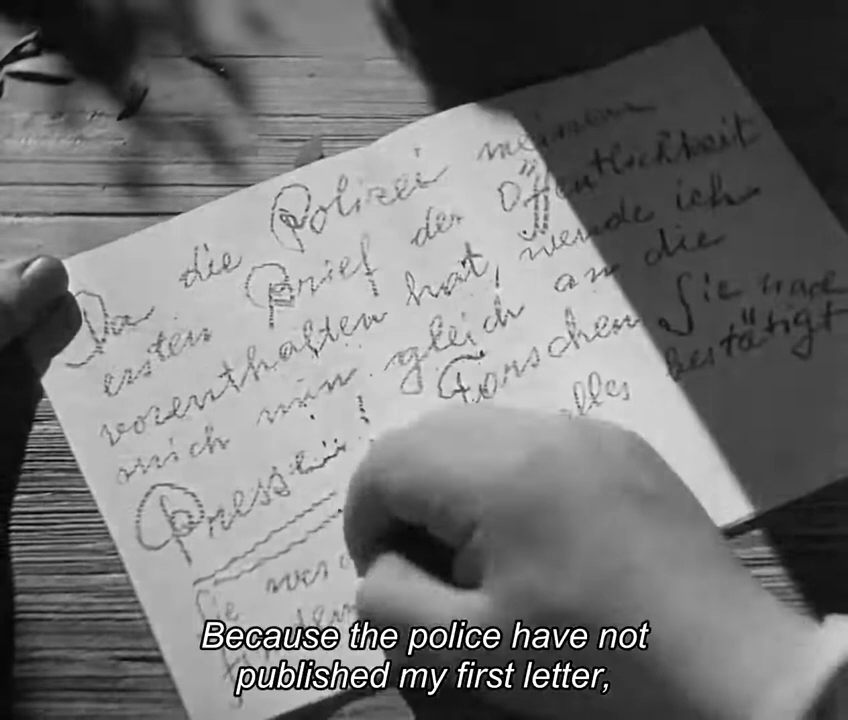 Da die Polizei meinen
ersten Brief der Öffentlichkeit
vorenthalten hat, wende ich
mich nun gleich an die
Presse! Forschen Sie nach
alles bestätigt
Sie
Because the police have not
published my first letter,